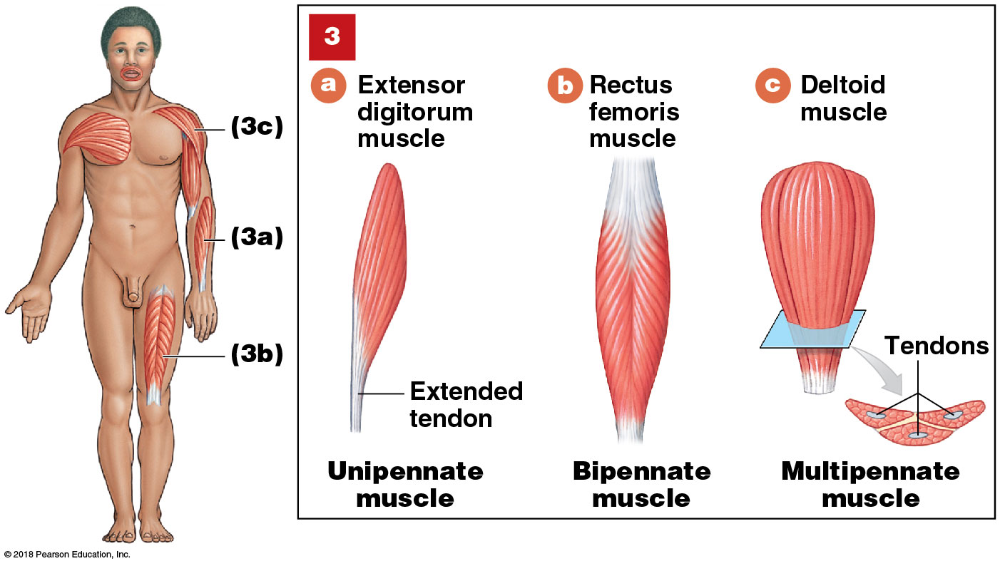 (3c)
(3a)
(3b)
3
a
Extensor
digitorum
muscle
Extended
tendon
Unipennate
muscle
b
Rectus
femoris
muscle
Bipennate
muscle
c
Deltoid
muscle
Tendons
Multipennate
muscle
© 2018 Pearson Education, Inc.